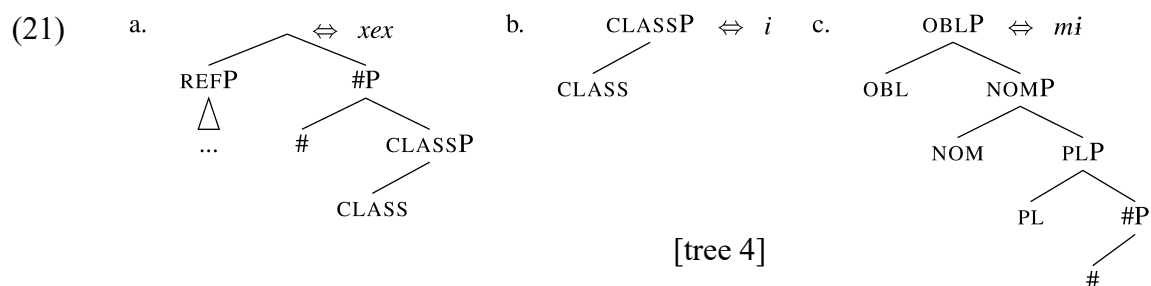 (21) a. ⇔ xex b. CLASSP ⇔ i c. OBLP ⇔ mɨ
REFP #P CLASS OBL NOMP
... # CLASSP NOM PLP
CLASS PL #P
[tree 4]
#